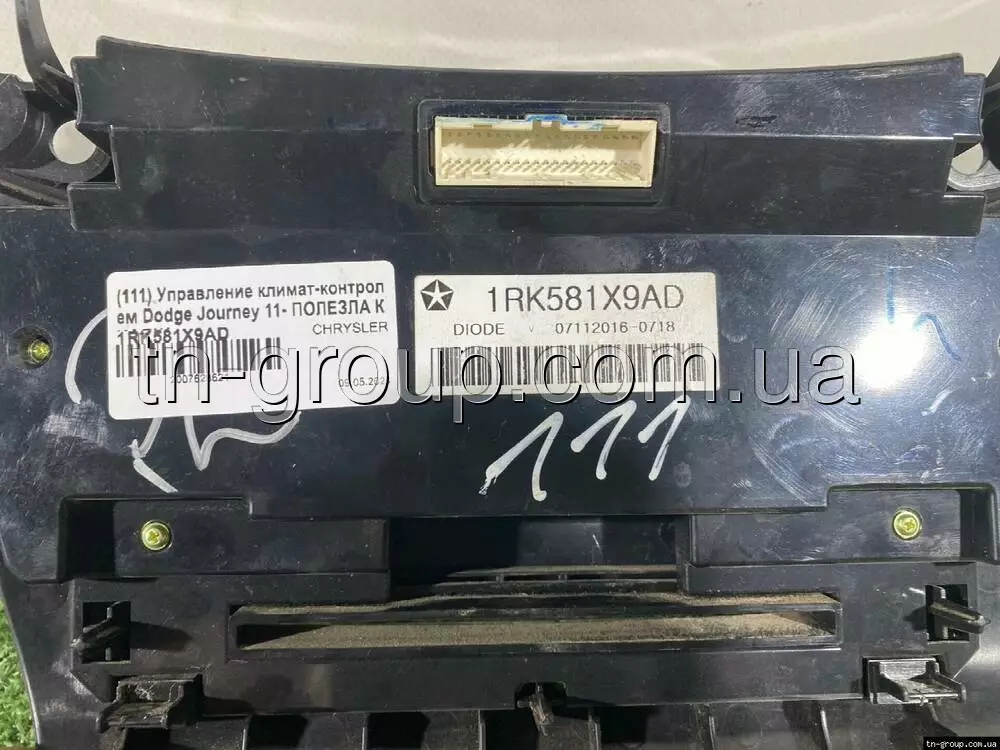 (111) Управление климат-контрол
ем Dodge Journey 11- ПОЛЕЗЛА К
1RK581X9AD
CHRYSLER
1RK581X9AD
DIODE V 07112016-0718
tn-group.com.ua
111
tn-group.com.ua